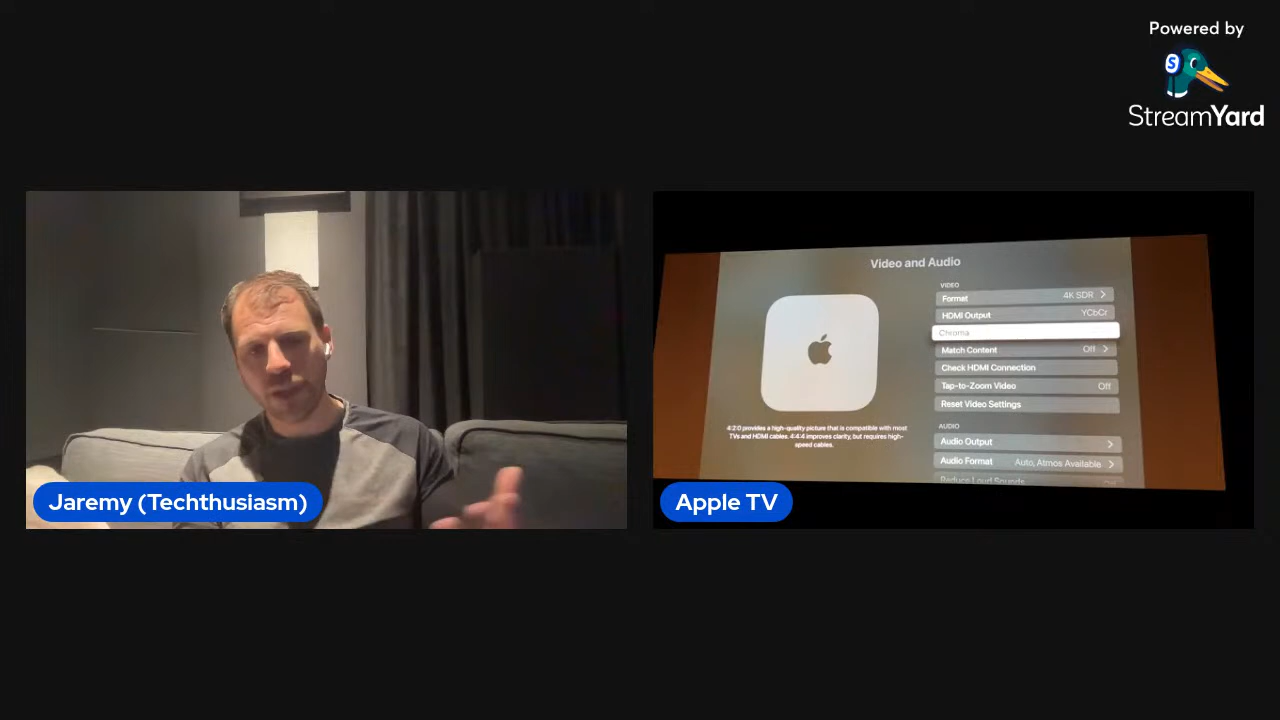 Powered by
S
StreamYard
Video and Audio
VIDEO
Format 4K SDR
HDMI Output YCbCr
Chroma
Match Content Off
Check HDMI Connection
Tap-to-Zoom Video Off
Reset Video Settings
4:2:0 provides a high-quality picture that is compatible with most
TVs and HDMI cables. 4:4:4 improves clarity, but requires high-
speed cables.
AUDIO
Audio Output
Audio Format Auto, Atmos Available
Reduce Loud Sounds
Jaremy (Techthusiasm)
Apple TV